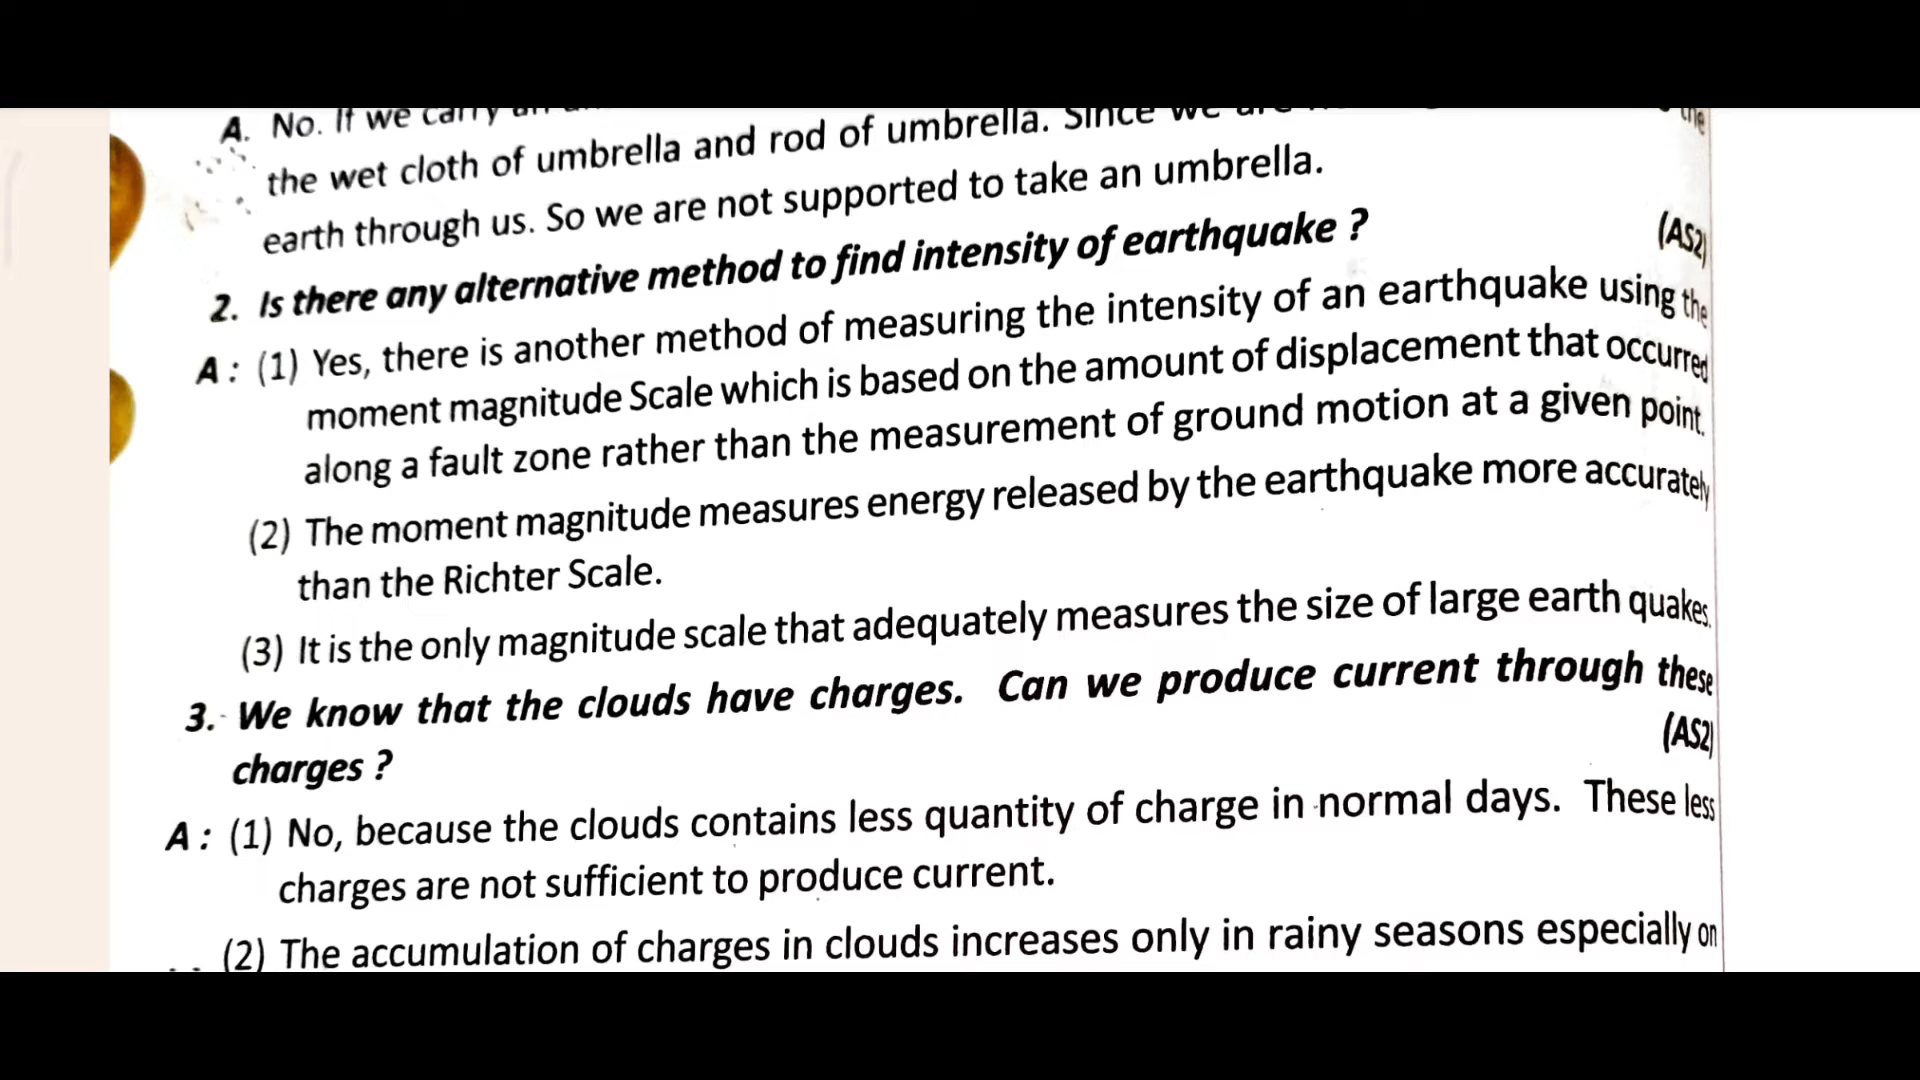 A. No. If we carry an
the
the wet cloth of umbrella and rod of umbrella. Since we are
earth through us. So we are not supported to take an umbrella.
2. Is there any alternative method to find intensity of earthquake ? (AS2)
A : (1) Yes, there is another method of measuring the intensity of an earthquake using the
moment magnitude Scale which is based on the amount of displacement that occurred
along a fault zone rather than the measurement of ground motion at a given point.
(2) The moment magnitude measures energy released by the earthquake more accurately
than the Richter Scale.
(3) It is the only magnitude scale that adequately measures the size of large earth quakes.
3. We know that the clouds have charges. Can we produce current through these
charges ? (AS2)
A : (1) No, because the clouds contains less quantity of charge in normal days. These less
charges are not sufficient to produce current.
(2) The accumulation of charges in clouds increases only in rainy seasons especially on